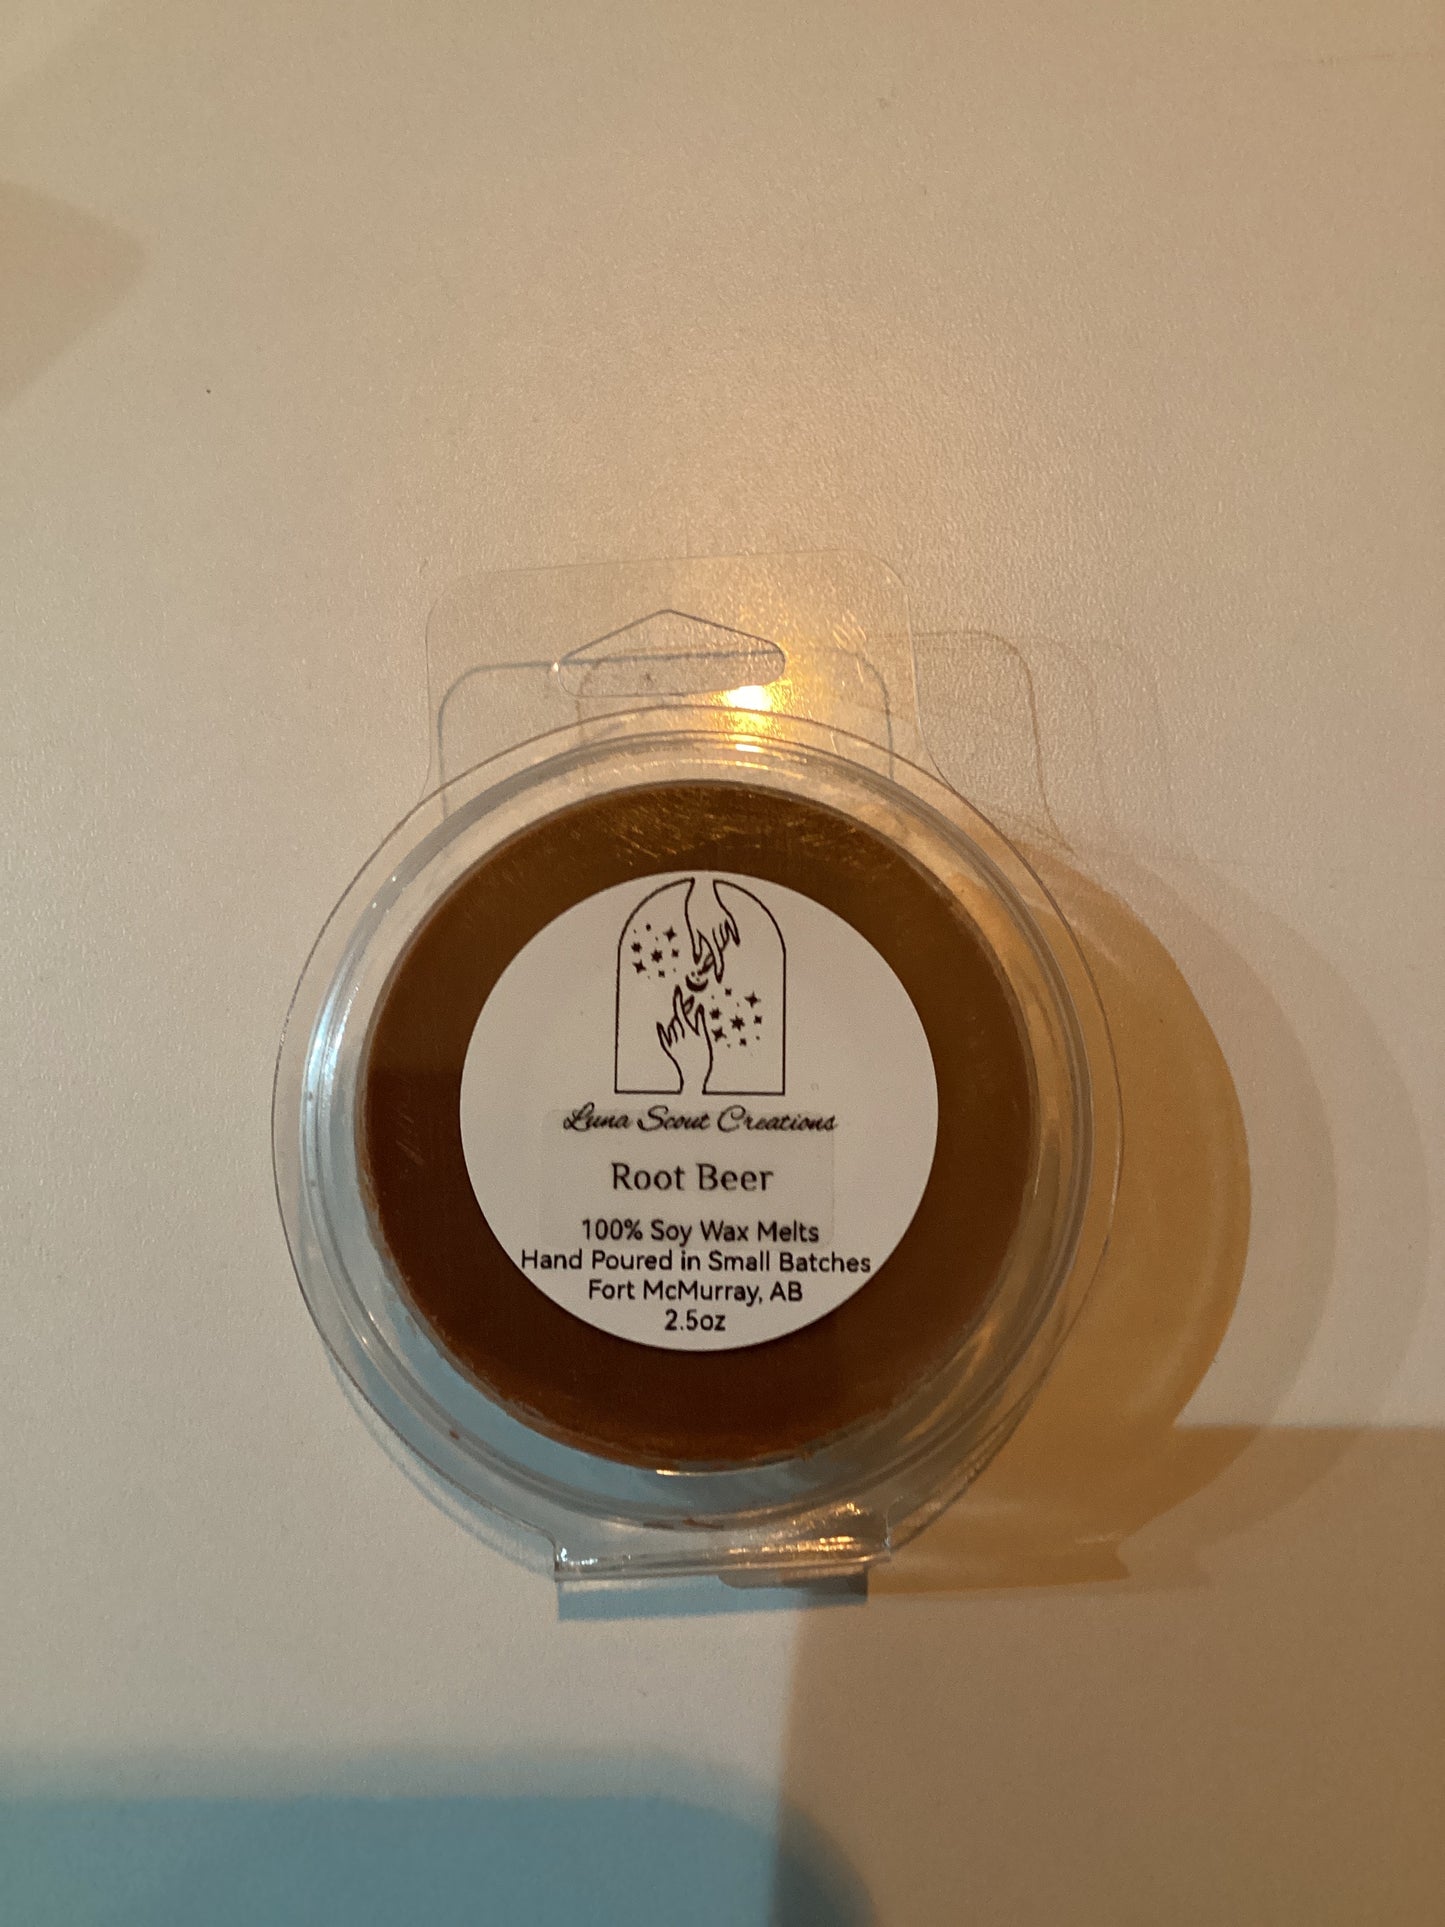 Luna Scout Creations
Root Beer
100% Soy Wax Melts
Hand Poured in Small Batches
Fort McMurray, AB
2.5oz